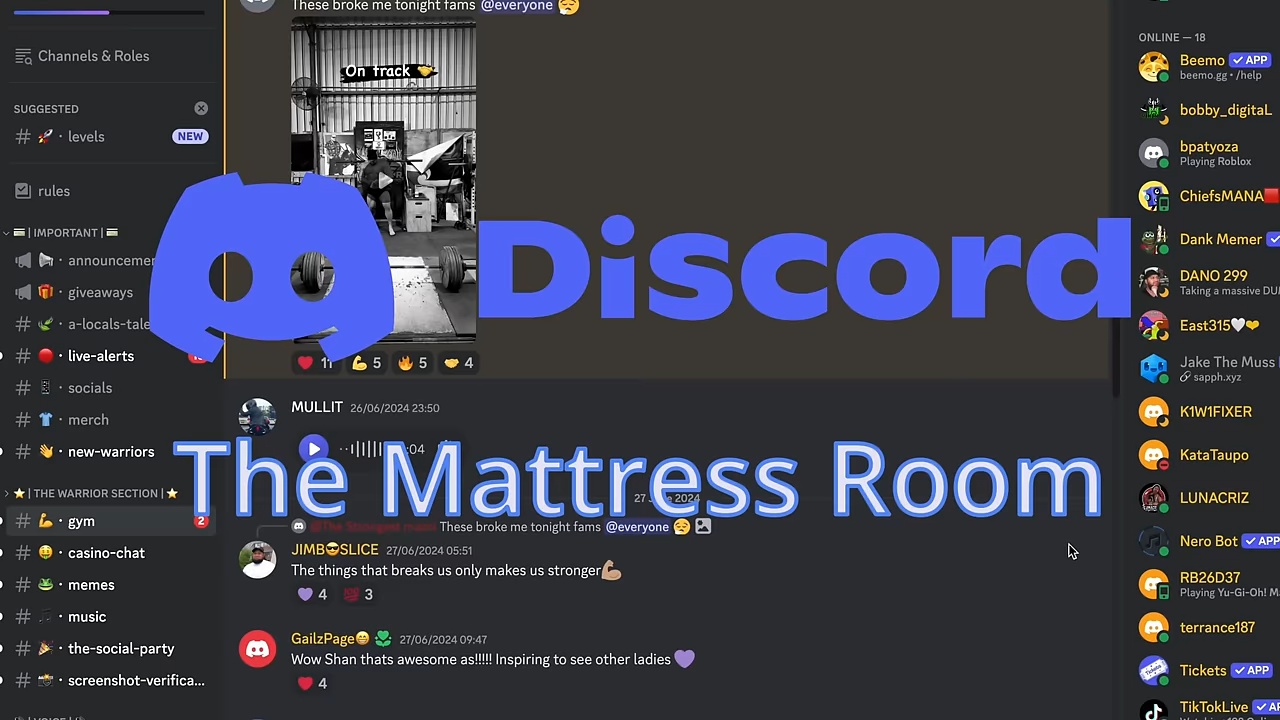 Channels & Roles
SUGGESTED
levels
NEW
rules
| IMPORTANT |
giveaways
a-locals-tale
live-alerts
socials
merch
new-warriors
| THE WARRIOR SECTION |
gym
2
casino-chat
memes
music
the-social-party
screenshot-verifica...
These broke me tonight fams @everyone
On track
Discord
11
5
5
4
MULLIT 26/06/2024 23:50
The Mattress Room
These broke me tonight fams @everyone
JIMB SLICE 27/06/2024 05:51
The things that breaks us only makes us stronger
4
3
GailzPage 27/06/2024 09:47
Wow Shan thats awesome as!!!!! Inspiring to see other ladies
4
ONLINE — 18
Beemo APP
beemo.gg • /help
bobby_digitaL
bpatyoza
Playing Roblox
ChiefsMANA
Dank Memer
DANO 299
Taking a massive DU
East315
Jake The Muss
sapph.xyz
K1W1FIXER
KataTaupo
LUNACRIZ
Nero Bot APP
RB26D37
Playing Yu-Gi-Oh! M
terrance187
Tickets APP
TikTokLive